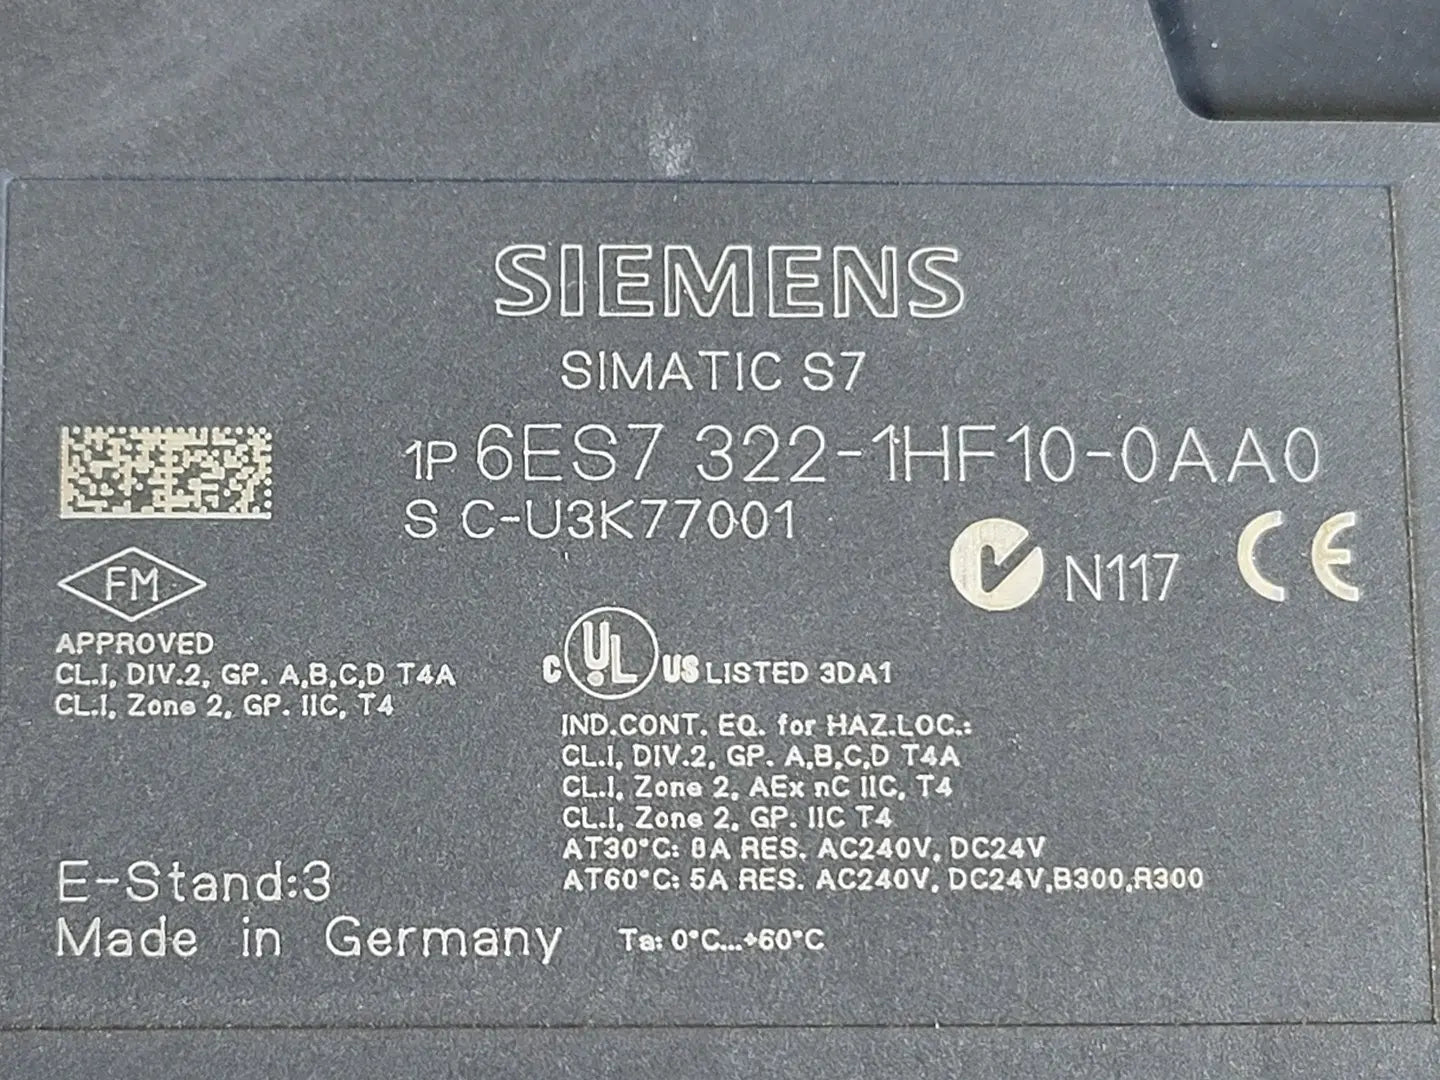 SIEMENS
SIMATIC S7
1P 6ES7 322-1HF10-0AA0
S C-U3K77001
N117 CE
FM
APPROVED
CL.I, DIV.2, GP. A,B,C,D T4A
CL.I, Zone 2, GP. IIC, T4
C UL US LISTED 3DA1
IND.CONT. EQ. for HAZ.LOC.:
CL.I, DIV.2, GP. A,B,C,D T4A
CL.I, Zone 2, AEx nC IIC, T4
CL.I, Zone 2, GP. IIC T4
AT30°C: 8A RES. AC240V, DC24V
AT60°C: 5A RES. AC240V, DC24V,B300,R300
E-Stand:3
Made in Germany
Ta: 0°C...+60°C